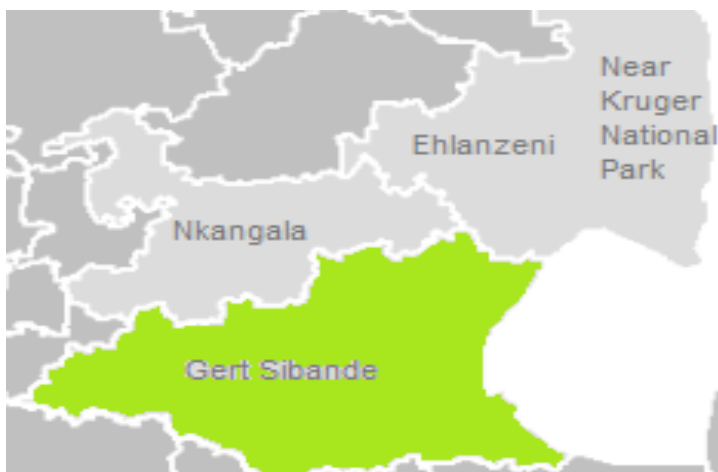 Near
Kruger
National
Park
Ehlanzeni
Nkangala
Gert Sibande